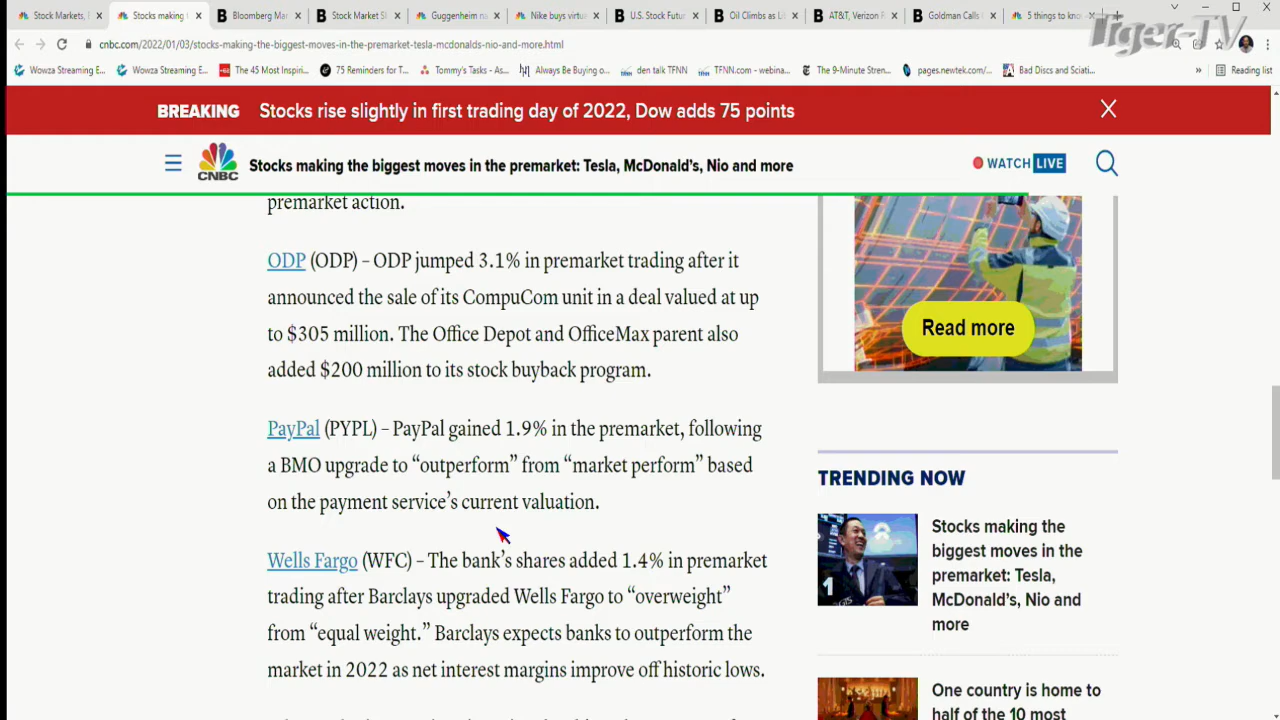 Stocks Markets,
Stocks making
Bloomberg Mar
Stock Market Sl
Guggenheim na
Nike buys virtu
U.S. Stock Futur
Oil Climbs as
AT&T, Verizon R
Goldman Calls
5 things to kno
Tiger-TV
cnbc.com/2022/01/03/stocks-making-the-biggest-moves-in-the-premarket-tesla-mcdonalds-nio-and-more.html
Wowza Streaming E...
Wowza Streaming E...
The 45 Most Inspiri...
75 Reminders for T...
Tommy's Tasks - As...
Always Be Buying o...
tfnn
den talk TFNN
tfnn
TFNN.com - webina...
The 9-Minute Stren...
pages.newtek.com/...
Bad Discs and Sciati...
»
Reading list
BREAKING Stocks rise slightly in first trading day of 2022, Dow adds 75 points
CNBC
Stocks making the biggest moves in the premarket: Tesla, McDonald's, Nio and more
WATCH LIVE
premarket action.
ODP (ODP) – ODP jumped 3.1% in premarket trading after it
announced the sale of its CompuCom unit in a deal valued at up
to $305 million. The Office Depot and OfficeMax parent also
added $200 million to its stock buyback program.
PayPal (PYPL) – PayPal gained 1.9% in the premarket, following
a BMO upgrade to “outperform” from “market perform” based
on the payment service’s current valuation.
Wells Fargo (WFC) – The bank’s shares added 1.4% in premarket
trading after Barclays upgraded Wells Fargo to “overweight”
from “equal weight.” Barclays expects banks to outperform the
market in 2022 as net interest margins improve off historic lows.
Read more
TRENDING NOW
1
Stocks making the
biggest moves in the
premarket: Tesla,
McDonald's, Nio and
more
One country is home to
half of the 10 most